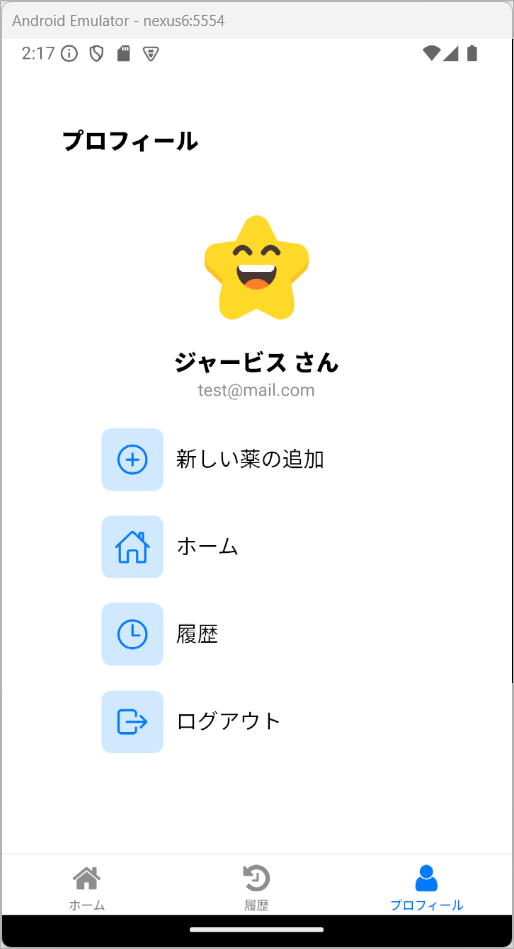 Android Emulator - nexus6:5554
2:17
プロフィール
ジャービス さん
test@mail.com
新しい薬の追加
ホーム
履歴
ログアウト
ホーム
履歴
プロフィール